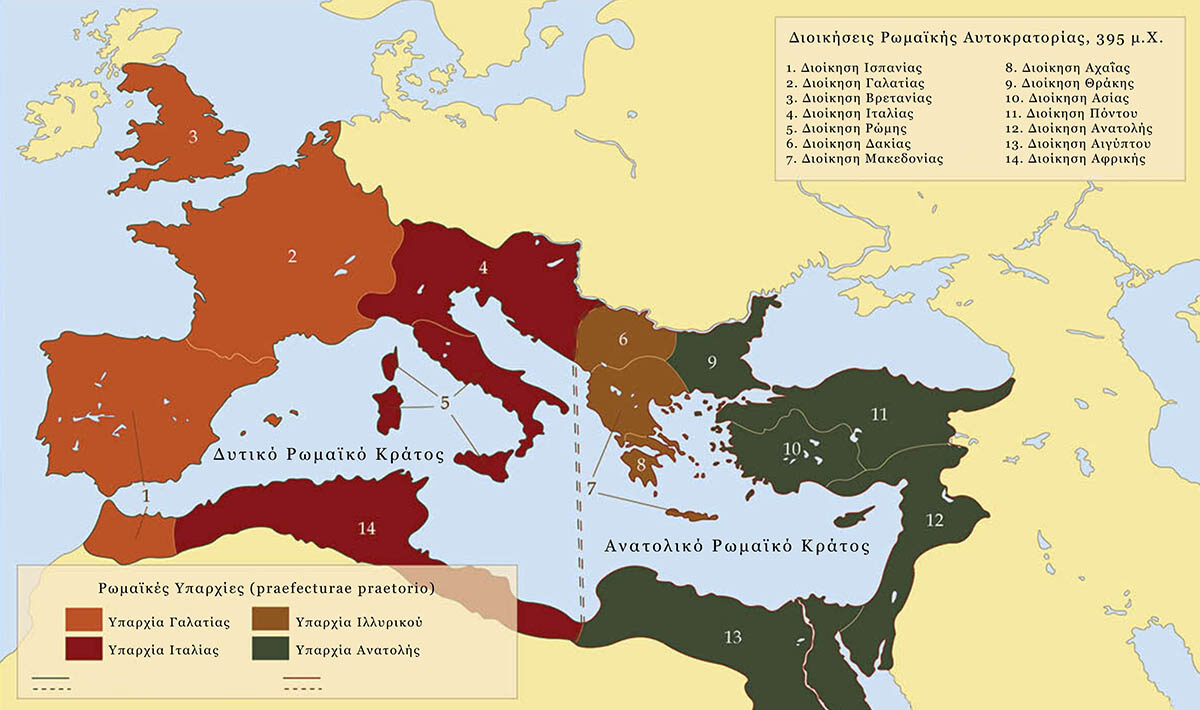 Διοικήσεις Ρωμαϊκής Αυτοκρατορίας, 395 μ.Χ.
1. Διοίκηση Ισπανίας
2. Διοίκηση Γαλατίας
3. Διοίκηση Βρετανίας
4. Διοίκηση Ιταλίας
5. Διοίκηση Ρώμης
6. Διοίκηση Δακίας
7. Διοίκηση Μακεδονίας
8. Διοίκηση Αχαΐας
9. Διοίκηση Θράκης
10. Διοίκηση Ασίας
11. Διοίκηση Πόντου
12. Διοίκηση Ανατολής
13. Διοίκηση Αιγύπτου
14. Διοίκηση Αφρικής
3
2
4
6
9
5
11
10
8
Δυτικό Ρωμαϊκό Κράτος
7
1
14
12
Ανατολικό Ρωμαϊκό Κράτος
13
Ρωμαϊκές Υπαρχίες (praefecturae praetorio)
Υπαρχία Γαλατίας
Υπαρχία Ιταλίας
Υπαρχία Ιλλυρικού
Υπαρχία Ανατολής